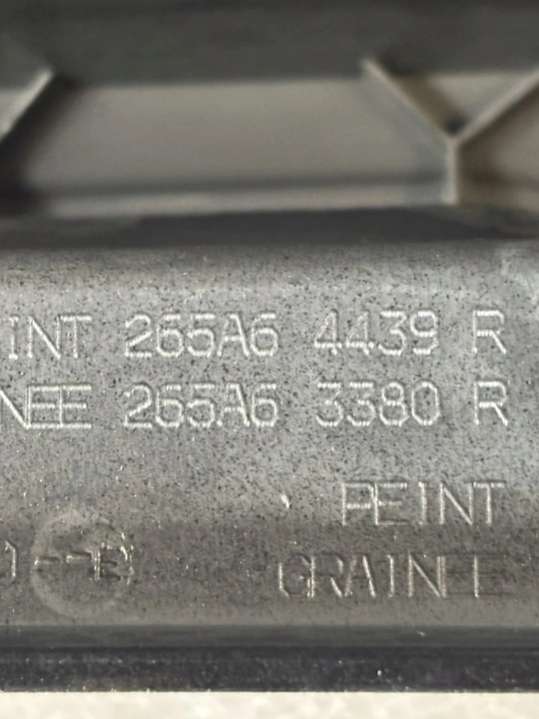 INT 265A6 4439 R
NEE 265A6 3380 R
PEINT
GRAINEE